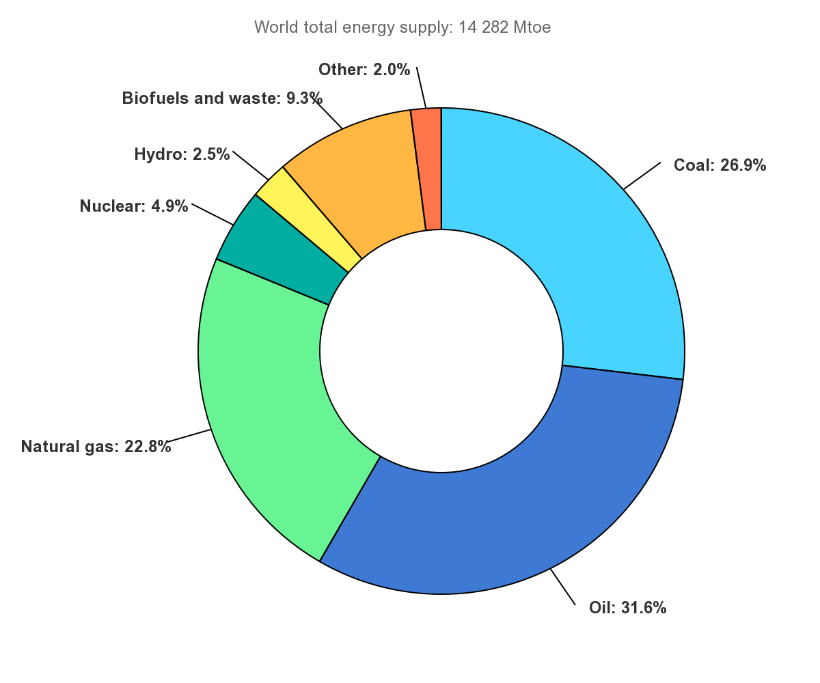 World total energy supply: 14 282 Mtoe
Other: 2.0%
Biofuels and waste: 9.3%
Hydro: 2.5%
Coal: 26.9%
Nuclear: 4.9%
Natural gas: 22.8%
Oil: 31.6%